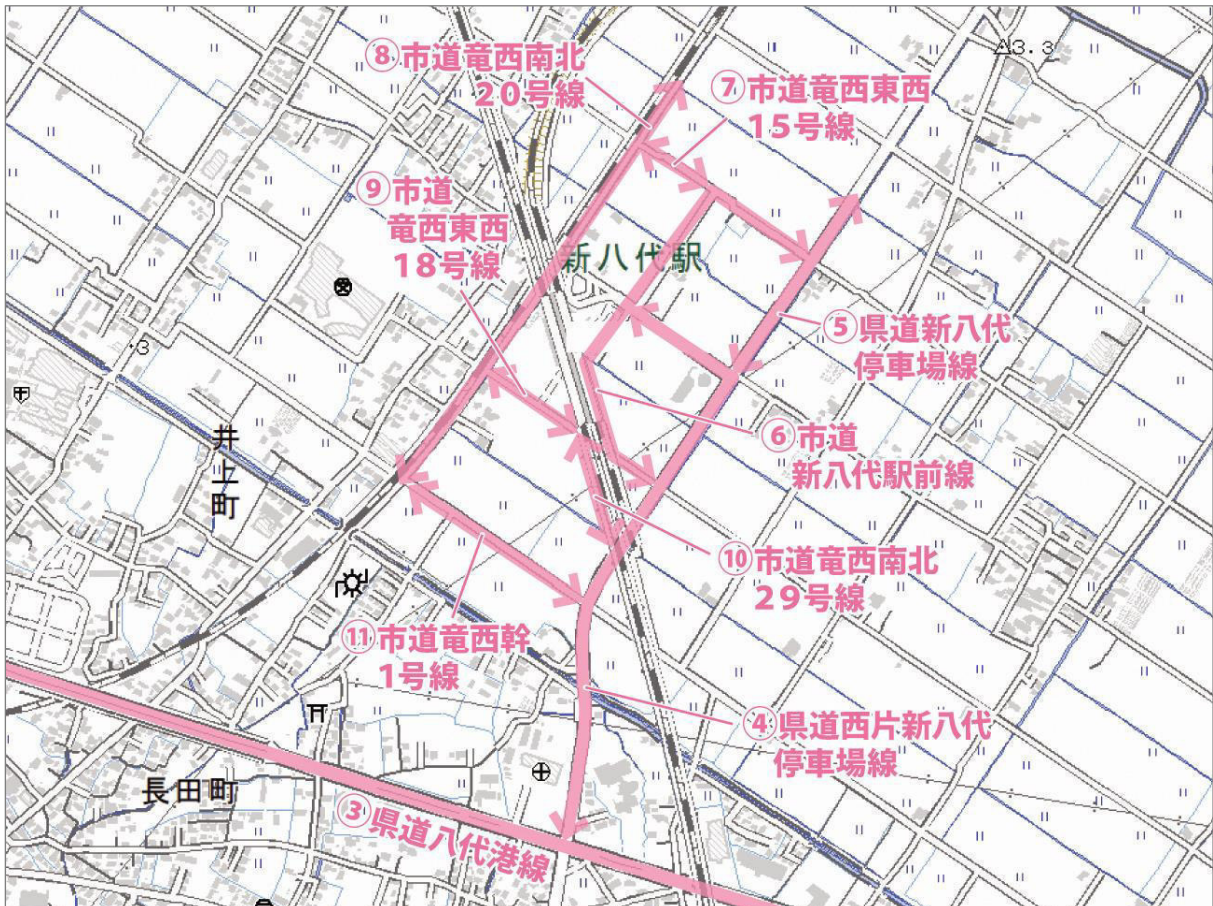 ⑧市道竜西南北
20号線
⑦市道竜西東西
15号線
3.3
⑨市道
竜西東西
18号線
新八代駅
⑤県道新八代
停車場線
3
井上町
⑥市道
新八代駅前線
⑩市道竜西南北
29号線
⑪市道竜西幹
1号線
④県道西片新八代
停車場線
長田町
③県道八代港線